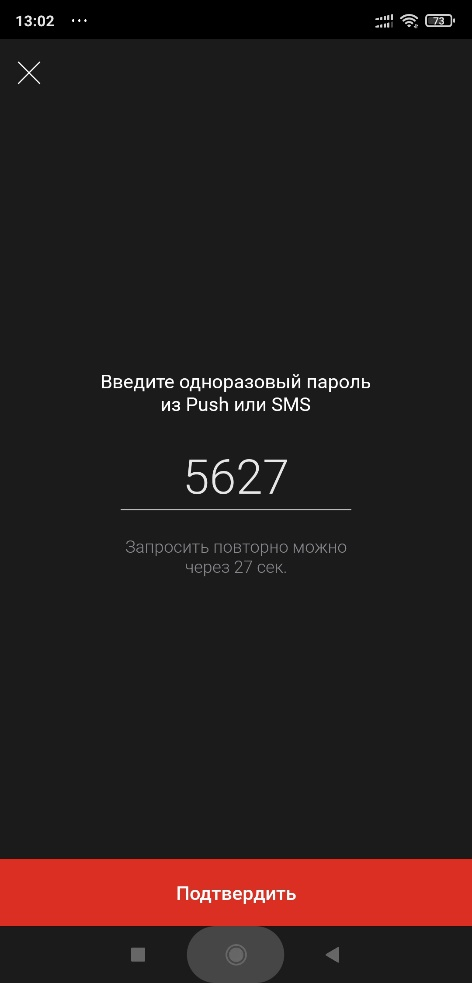 13:02 ... 73
Введите одноразовый пароль
из Push или SMS
5627
Запросить повторно можно
через 27 сек.
Подтвердить